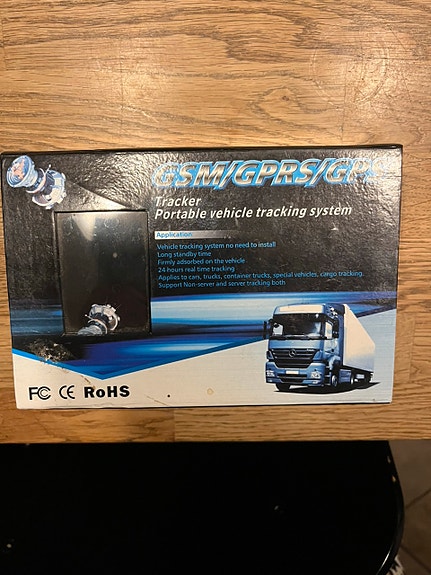 GSM/GPRS/GPS
Tracker
Portable vehicle tracking system
Application
Vehicle tracking system no need to install
Long standby time
Firmly adsorbed on the vehicle
24 hours real time tracking
Applies to cars, trucks, container trucks, special vehicles, cargo tracking.
Support Non-server and server tracking both
FC CE RoHS